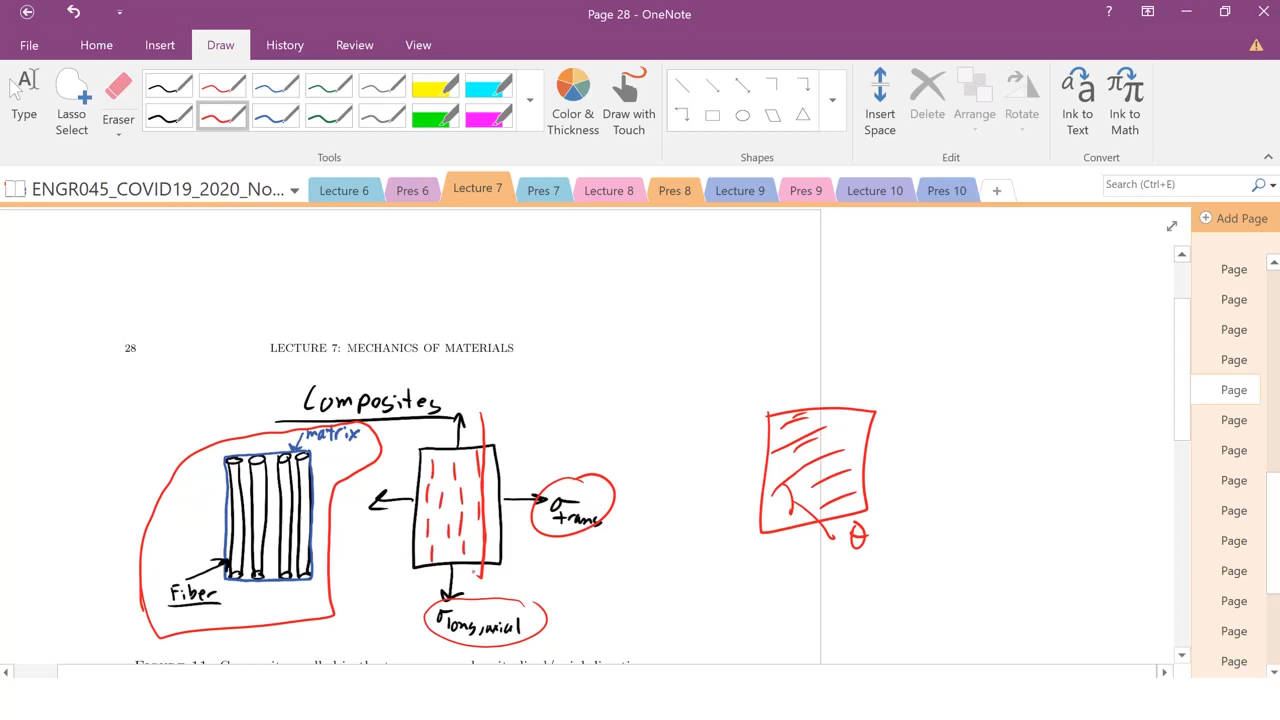 Page 28 - OneNote
File Home Insert Draw History Review View
Type
Lasso Select
Eraser
Color & Thickness
Draw with Touch
Insert Space
Delete
Arrange
Rotate
Ink to Text
Ink to Math
Tools
Shapes
Edit
Convert
ENGR045_COVID19_2020_No...
Lecture 6 Pres 6 Lecture 7 Pres 7 Lecture 8 Pres 8 Lecture 9 Pres 9 Lecture 10 Pres 10
Search (Ctrl+E)
Add Page
Page
Page
Page
Page
Page
Page
Page
Page
Page
Page
Page
Page
Page
Page
28 LECTURE 7: MECHANICS OF MATERIALS
Composites
matrix
Fiber
σ trans
σ long, axial
θ